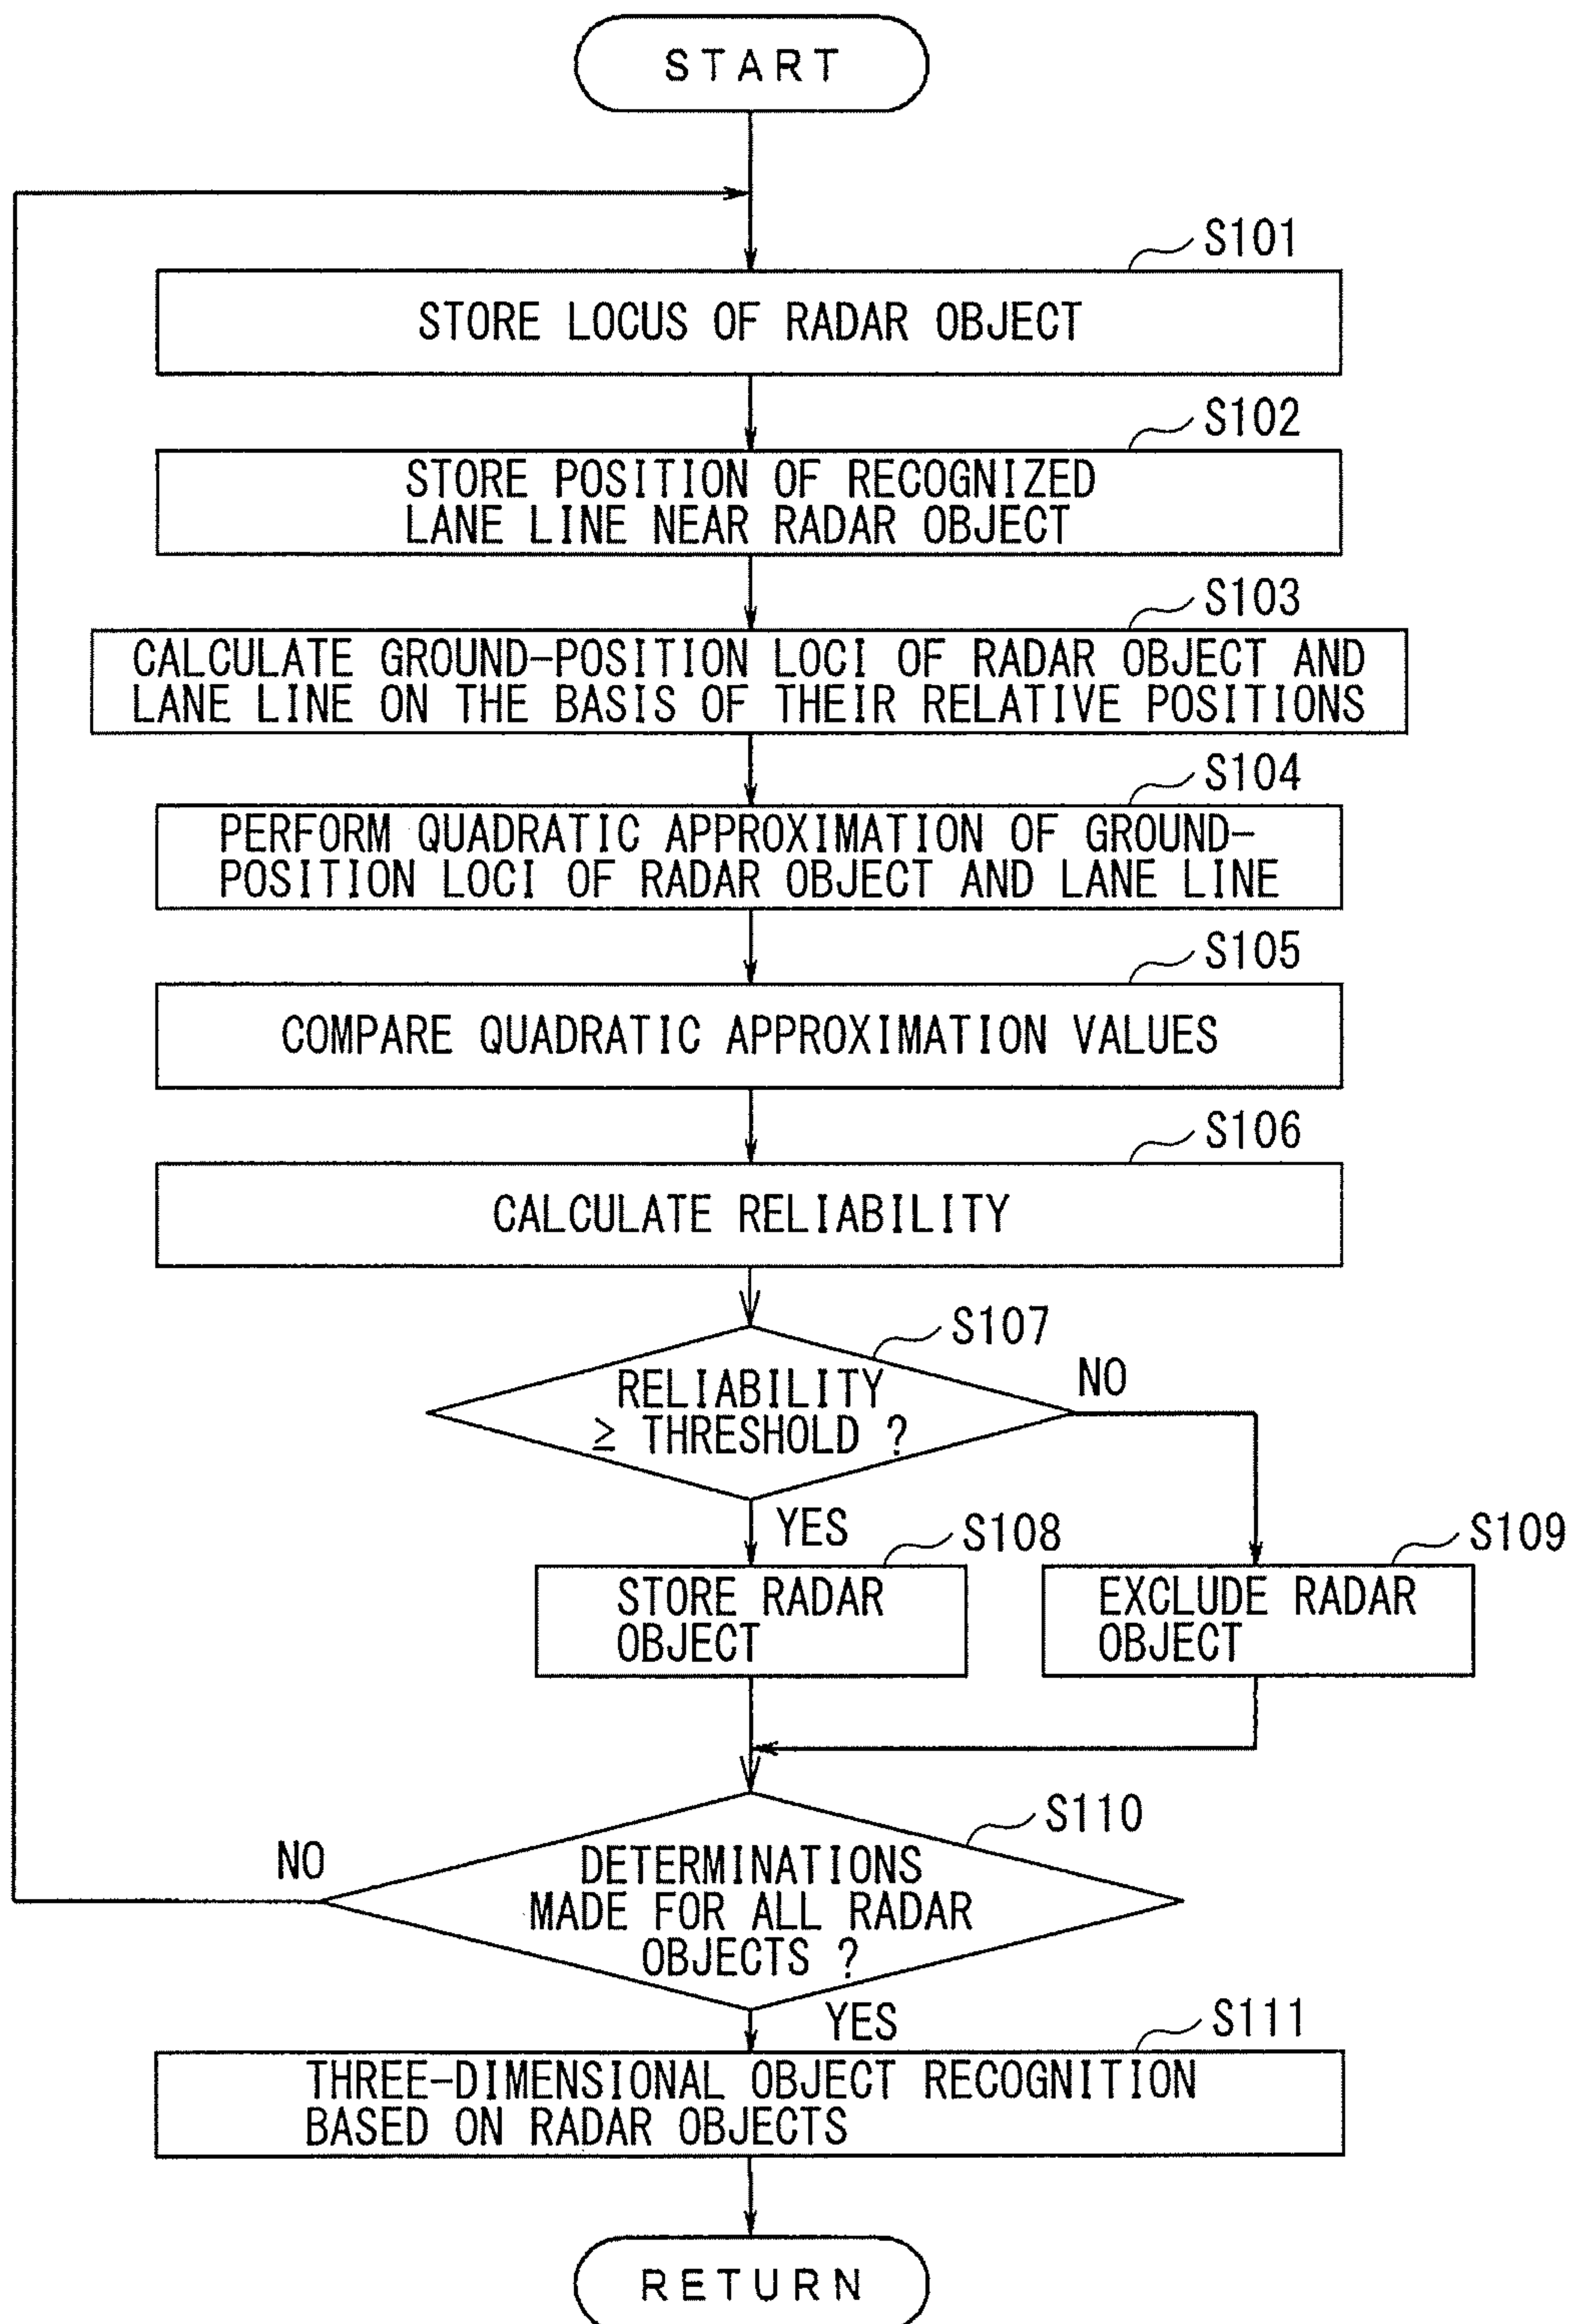 START
S101
STORE LOCUS OF RADAR OBJECT
S102
STORE POSITION OF RECOGNIZED
LANE LINE NEAR RADAR OBJECT
S103
CALCULATE GROUND-POSITION LOCI OF RADAR OBJECT AND
LANE LINE ON THE BASIS OF THEIR RELATIVE POSITIONS
S104
PERFORM QUADRATIC APPROXIMATION OF GROUND-
POSITION LOCI OF RADAR OBJECT AND LANE LINE
S105
COMPARE QUADRATIC APPROXIMATION VALUES
S106
CALCULATE RELIABILITY
S107
RELIABILITY
≥ THRESHOLD ?
NO
YES
S108
STORE RADAR
OBJECT
S109
EXCLUDE RADAR
OBJECT
S110
DETERMINATIONS
MADE FOR ALL RADAR
OBJECTS ?
NO
YES
S111
THREE-DIMENSIONAL OBJECT RECOGNITION
BASED ON RADAR OBJECTS
RETURN